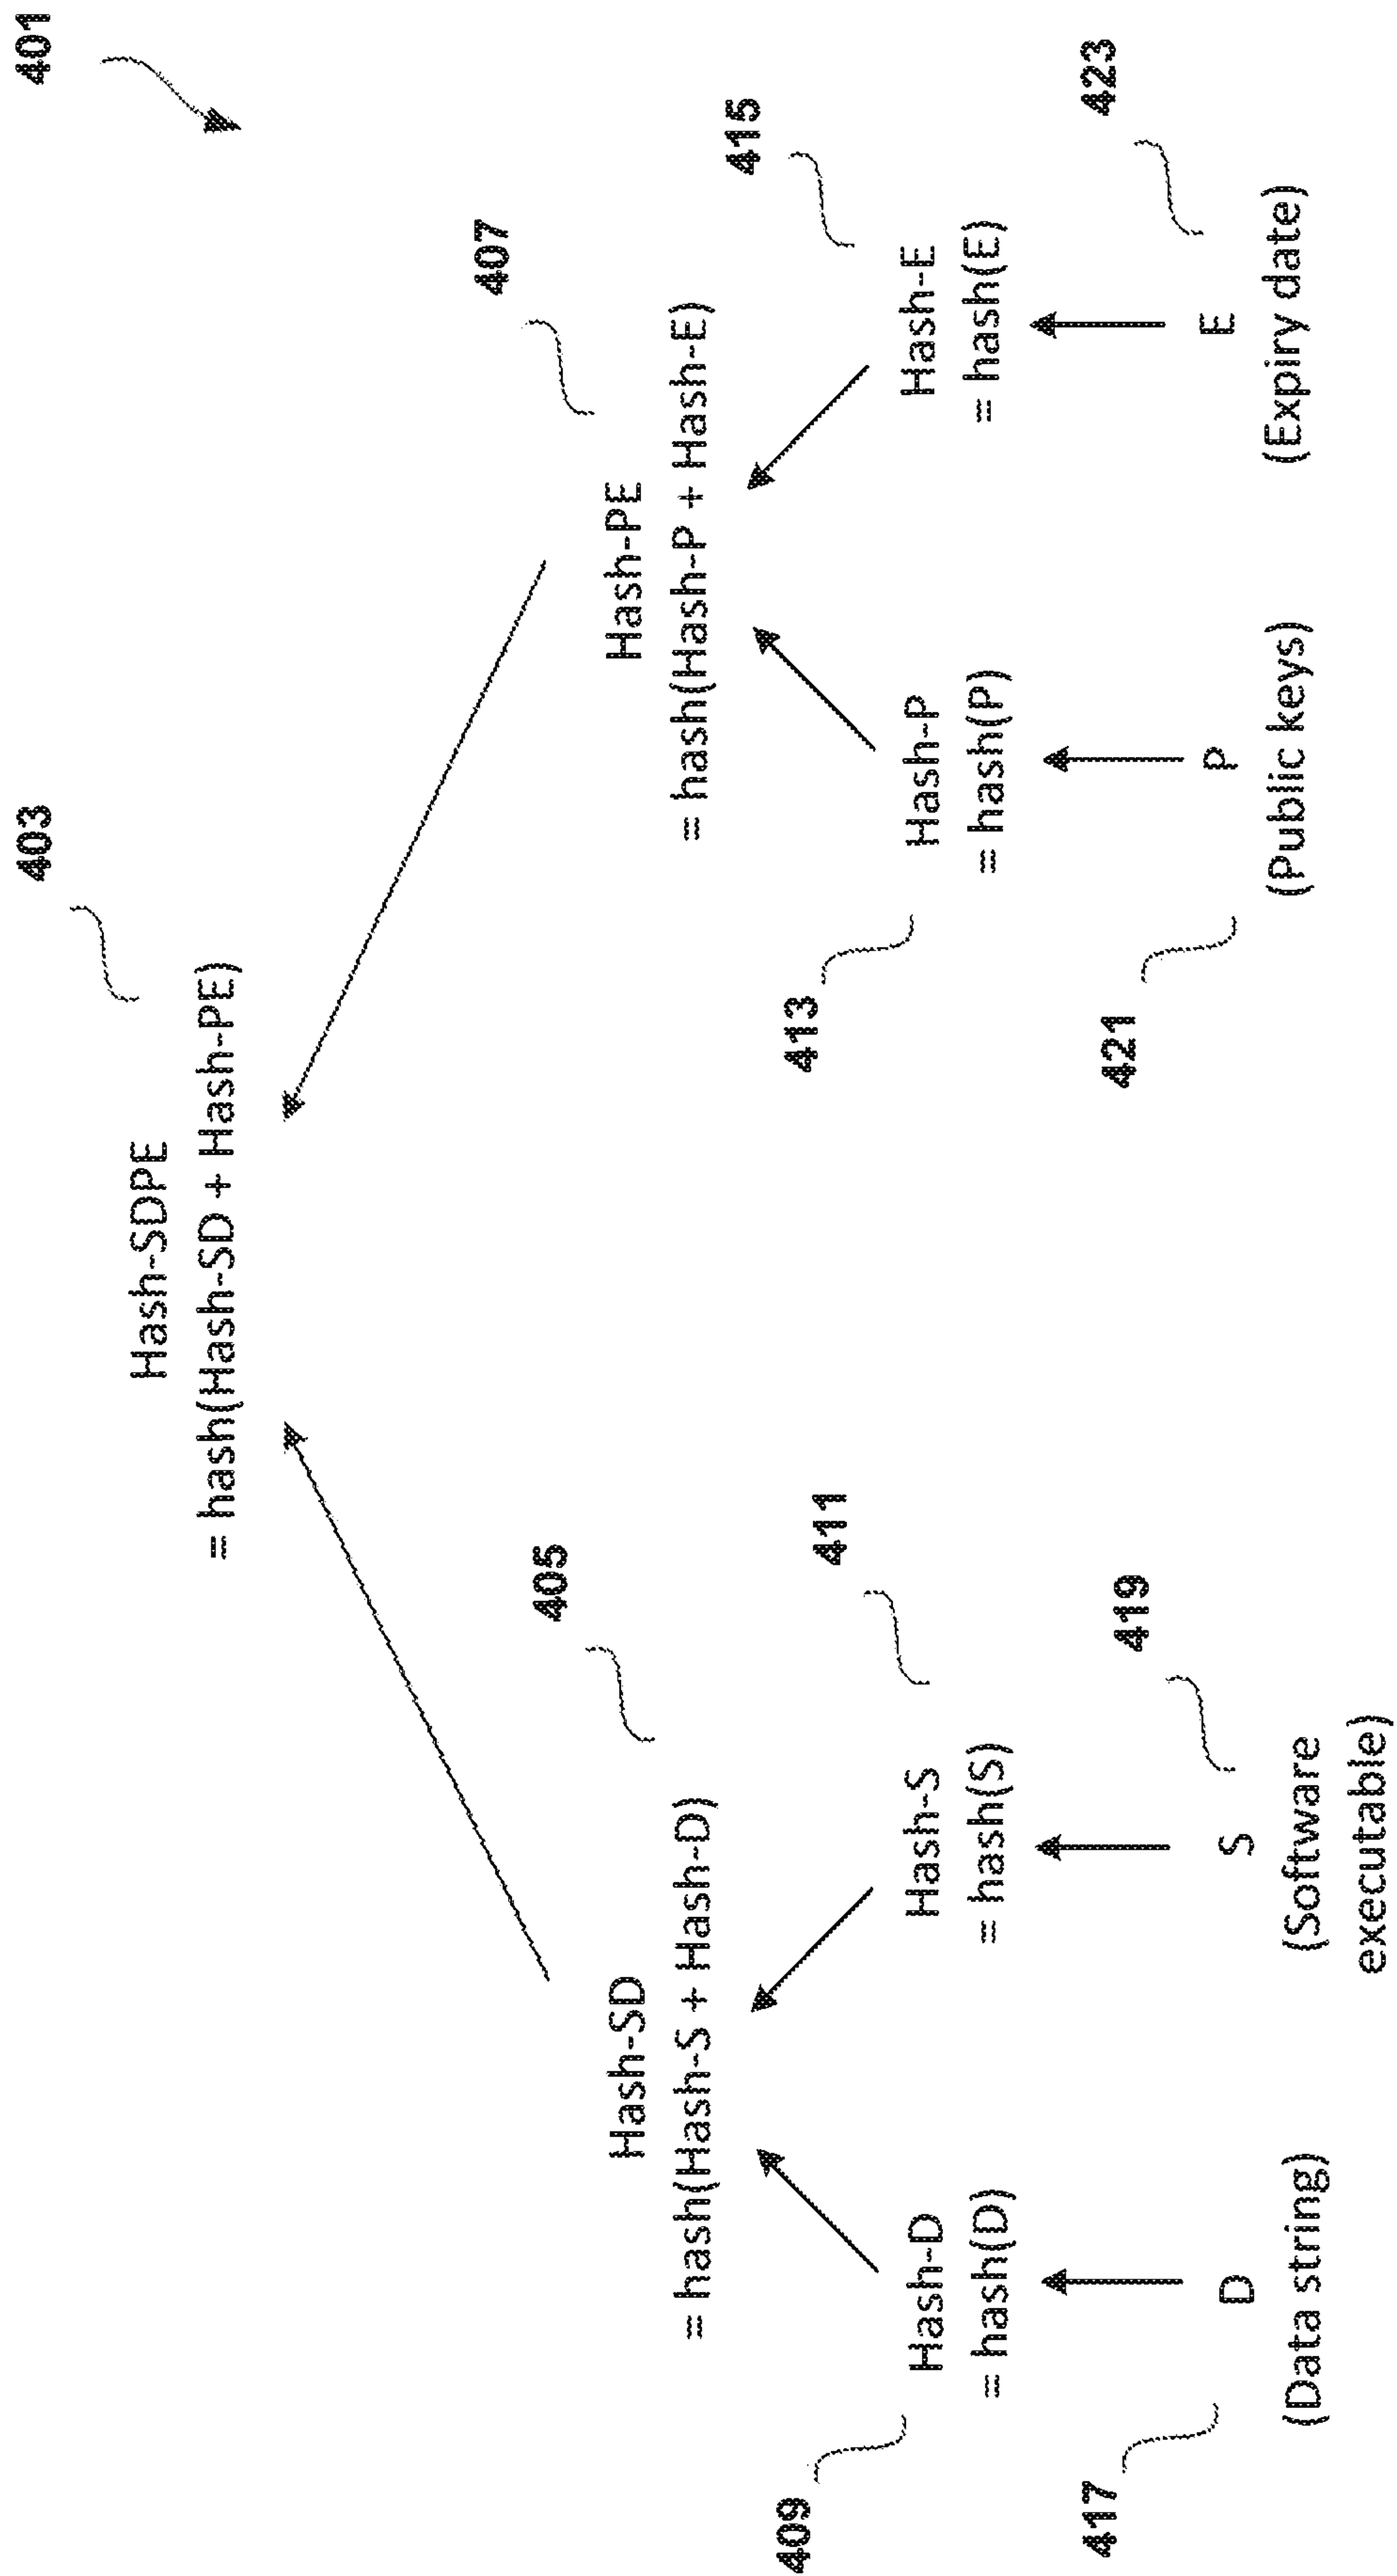 401
403
Hash-SDPE
= hash(Hash-SD + Hash-PE)
405
407
Hash-SD
= hash(Hash-S + Hash-D)
Hash-PE
= hash(Hash-P + Hash-E)
409
411
413
415
Hash-D
= hash(D)
Hash-S
= hash(S)
Hash-P
= hash(P)
Hash-E
= hash(E)
417
419
421
423
D
(Data string)
S
(Software
executable)
P
(Public keys)
E
(Expiry date)